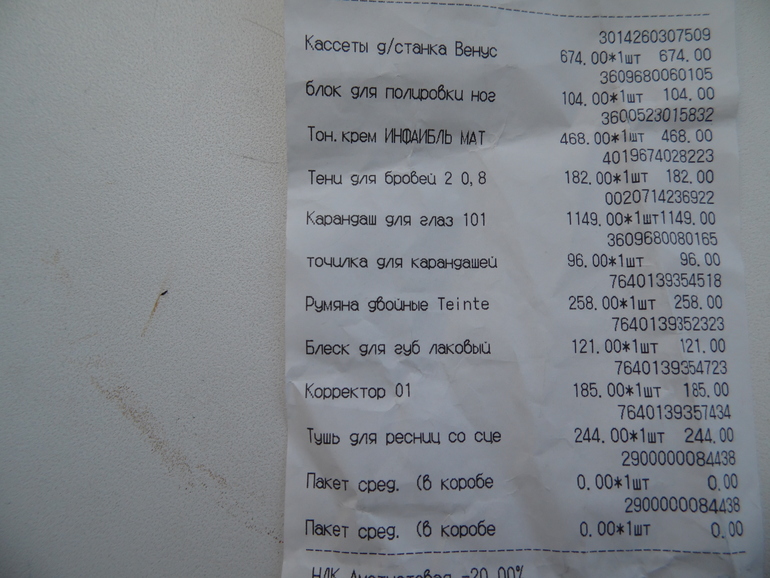 3014260307509
Кассеты д/станка Венус 674.00*1шт 674.00
3609680060105
блок для полировки ног 104.00*1шт 104.00
3600523015832
Тон.крем ИНФАИБЛЬ МАТ 468.00*1шт 468.00
4019674028223
Тени для бровей 2 0,8 182.00*1шт 182.00
0020714236922
Карандаш для глаз 101 1149.00*1шт1149.00
3609680080165
точилка для карандашей 96.00*1шт 96.00
7640139354518
Румяна двойные Teinte 258.00*1шт 258.00
7640139352323
Блеск для губ лаковый 121.00*1шт 121.00
7640139354723
Корректор 01 185.00*1шт 185.00
7640139357434
Тушь для ресниц со сце 244.00*1шт 244.00
2900000084438
Пакет сред. (в коробе 0.00*1шт 0.00
2900000084438
Пакет сред. (в коробе 0.00*1шт 0.00
=20.00%